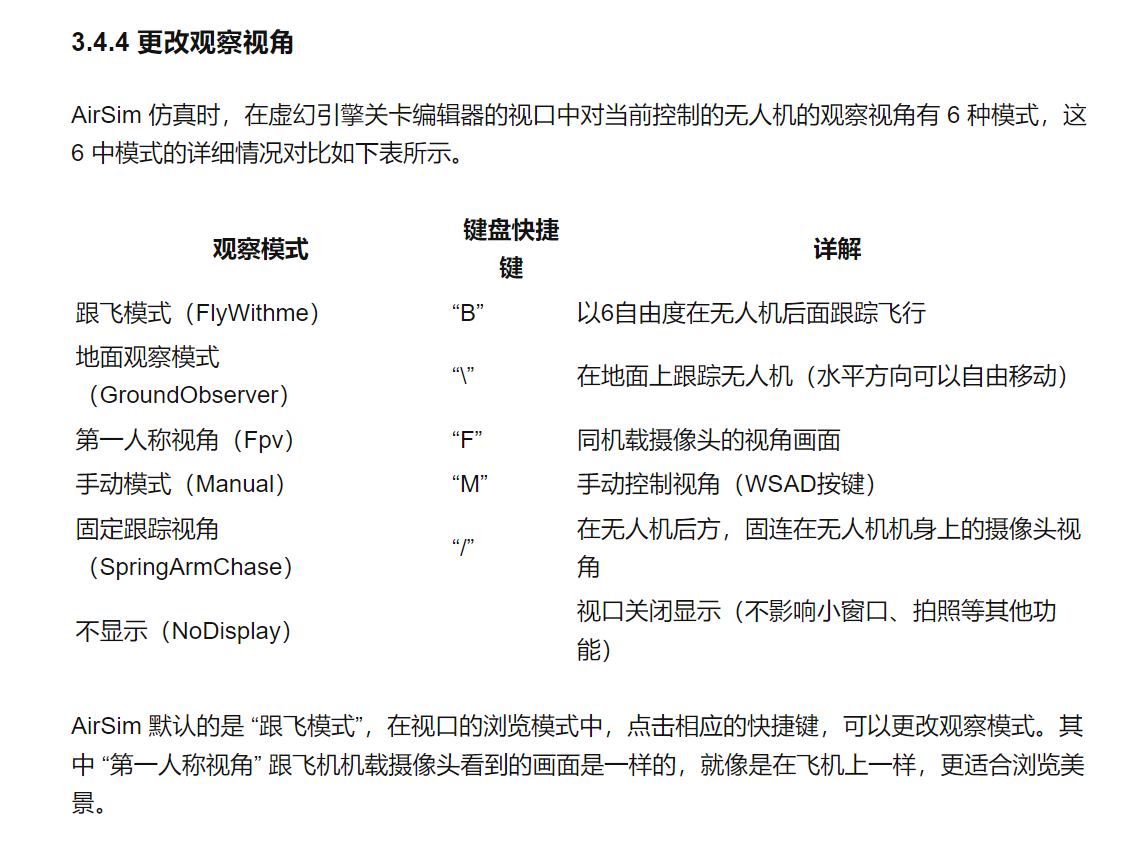 3.4.4 更改观察视角
AirSim 仿真时，在虚幻引擎关卡编辑器的视口中对当前控制的无人机的观察视角有 6 种模式，这
6 中模式的详细情况对比如下表所示。
观察模式
键盘快捷
键
详解
跟飞模式（FlyWithme）
“B”
以6自由度在无人机后面跟踪飞行
地面观察模式
（GroundObserver）
“\”
在地面上跟踪无人机（水平方向可以自由移动）
第一人称视角（Fpv）
“F”
同机载摄像头的视角画面
手动模式（Manual）
“M”
手动控制视角（WSAD按键）
固定跟踪视角
（SpringArmChase）
“/”
在无人机后方，固连在无人机机身上的摄像头视
角
不显示（NoDisplay）
视口关闭显示（不影响小窗口、拍照等其他功
能）
AirSim 默认的是 “跟飞模式”，在视口的浏览模式中，点击相应的快捷键，可以更改观察模式。其
中 “第一人称视角” 跟飞机机载摄像头看到的画面是一样的，就像是在飞机上一样，更适合浏览美
景。